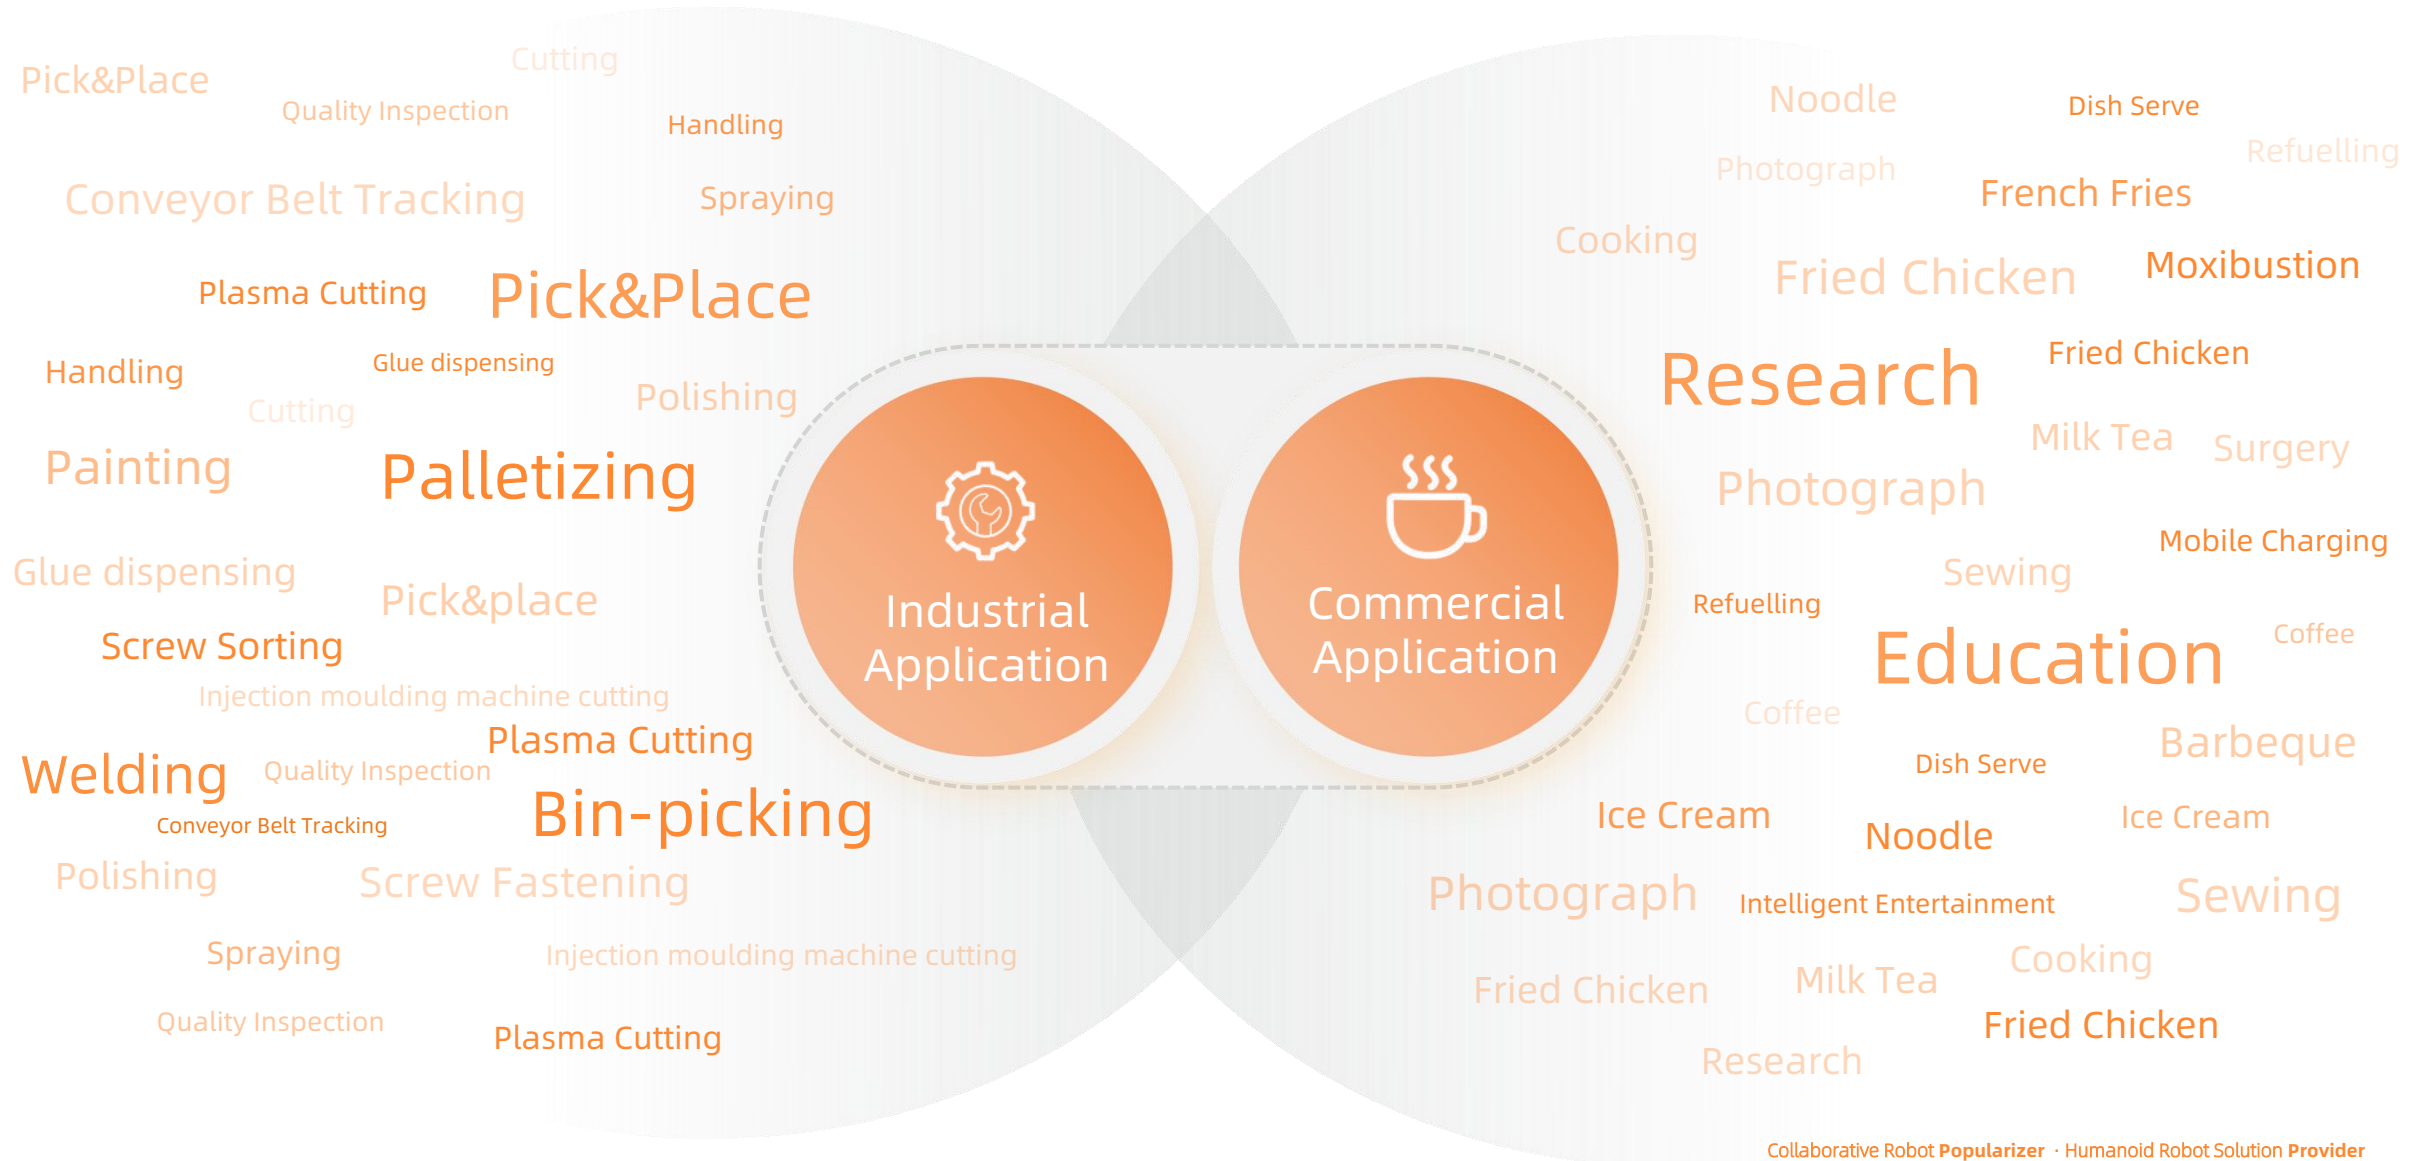 Pick&Place
Cutting
Quality Inspection
Handling
Conveyor Belt Tracking
Spraying
Plasma Cutting
Pick&Place
Handling
Glue dispensing
Polishing
Cutting
Painting
Palletizing
Glue dispensing
Pick&place
Screw Sorting
Injection moulding machine cutting
Plasma Cutting
Welding
Quality Inspection
Bin-picking
Conveyor Belt Tracking
Polishing
Screw Fastening
Spraying
Injection moulding machine cutting
Quality Inspection
Plasma Cutting
Industrial
Application
Commercial
Application
Noodle
Dish Serve
Refuelling
Photograph
French Fries
Cooking
Fried Chicken
Moxibustion
Research
Fried Chicken
Milk Tea
Surgery
Photograph
Mobile Charging
Sewing
Refuelling
Education
Coffee
Coffee
Barbeque
Dish Serve
Ice Cream
Noodle
Ice Cream
Photograph
Intelligent Entertainment
Sewing
Cooking
Fried Chicken
Milk Tea
Fried Chicken
Research
Collaborative Robot Popularizer · Humanoid Robot Solution Provider